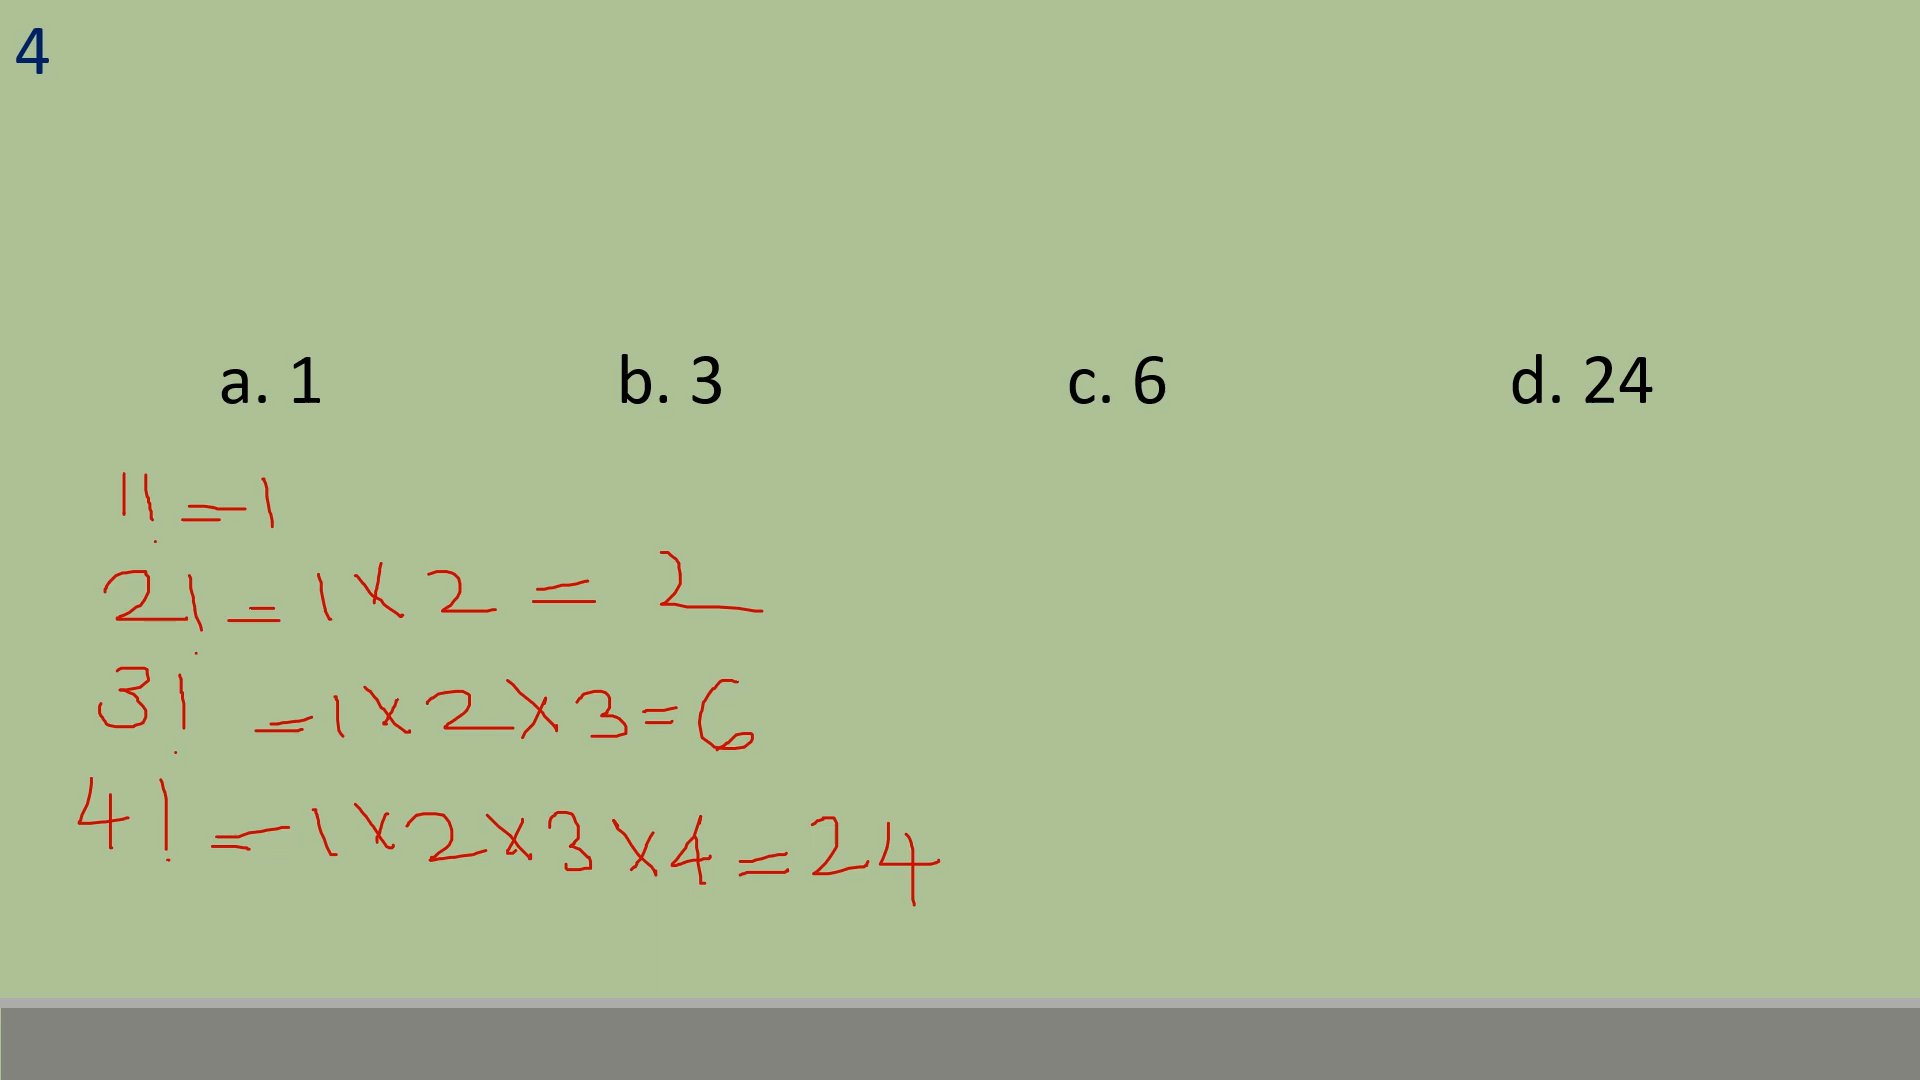 4
a. 1 b. 3 c. 6 d. 24
1! = 1
2! = 1 × 2 = 2
3! = 1 × 2 × 3 = 6
4! = 1 × 2 × 3 × 4 = 24